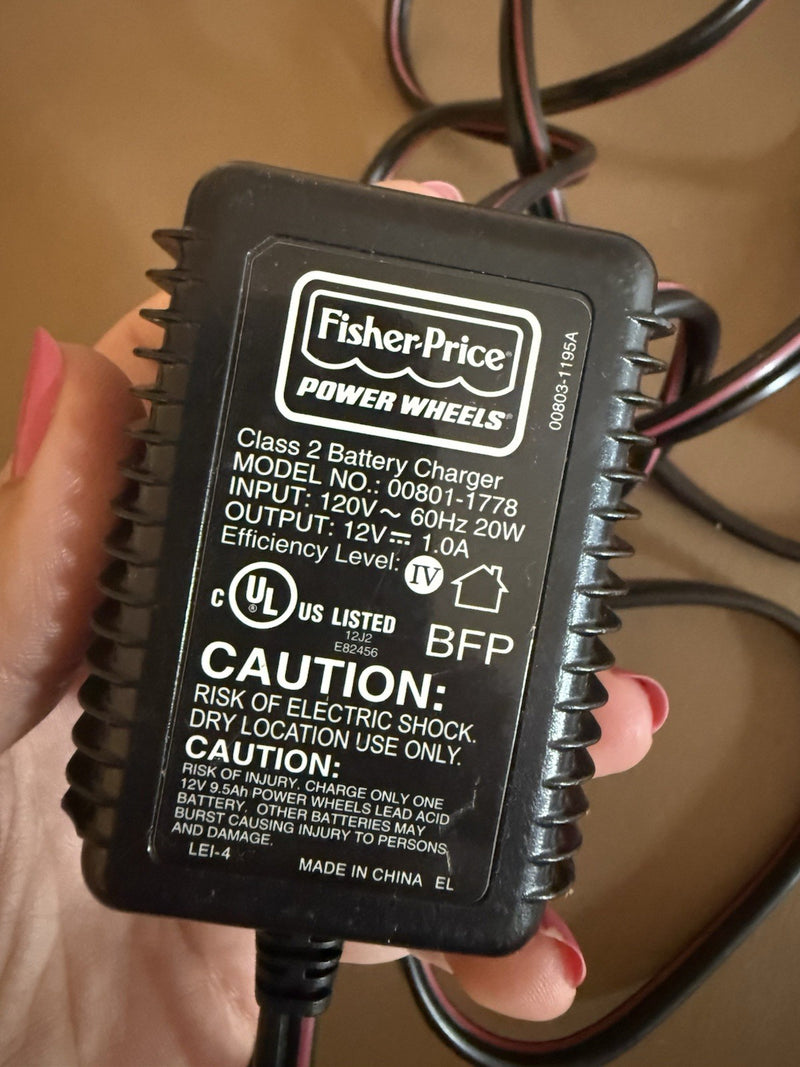 Fisher-Price®
POWER WHEELS®
00803-1195A
Class 2 Battery Charger
MODEL NO.: 00801-1778
INPUT: 120V~ 60Hz 20W
OUTPUT: 12V⎓ 1.0A
Efficiency Level: IV
C UL® US LISTED
12J2
E82456
BFP
CAUTION:
RISK OF ELECTRIC SHOCK.
DRY LOCATION USE ONLY.
CAUTION:
RISK OF INJURY. CHARGE ONLY ONE
12V 9.5Ah POWER WHEELS LEAD ACID
BATTERY. OTHER BATTERIES MAY
BURST CAUSING INJURY TO PERSONS
AND DAMAGE.
LEI-4
MADE IN CHINA EL